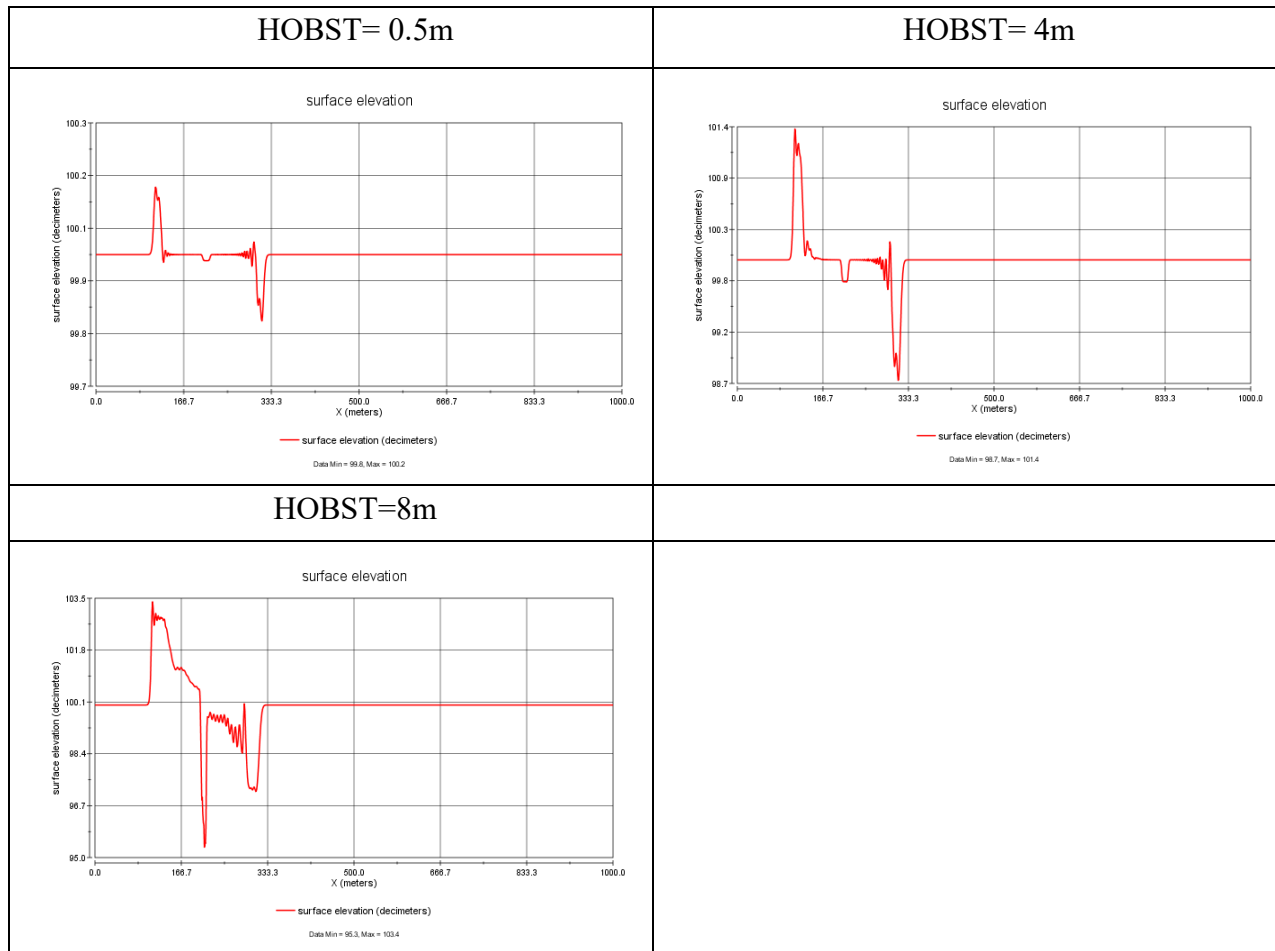 HOBST= 0.5m
HOBST= 4m
surface elevation
100.3
100.2
100.1
99.9
99.8
99.7
surface elevation (decimeters)
0.0 166.7 333.3 500.0 666.7 833.3 1000.0
X (meters)
surface elevation (decimeters)
Data Min = 99.8, Max = 100.2
surface elevation
101.4
100.9
100.3
99.8
99.2
98.7
surface elevation (decimeters)
0.0 166.7 333.3 500.0 666.7 833.3 1000.0
X (meters)
surface elevation (decimeters)
Data Min = 98.7, Max = 101.4
HOBST=8m
surface elevation
103.5
101.8
100.1
98.4
96.7
95.0
surface elevation (decimeters)
0.0 166.7 333.3 500.0 666.7 833.3 1000.0
X (meters)
surface elevation (decimeters)
Data Min = 95.3, Max = 103.4